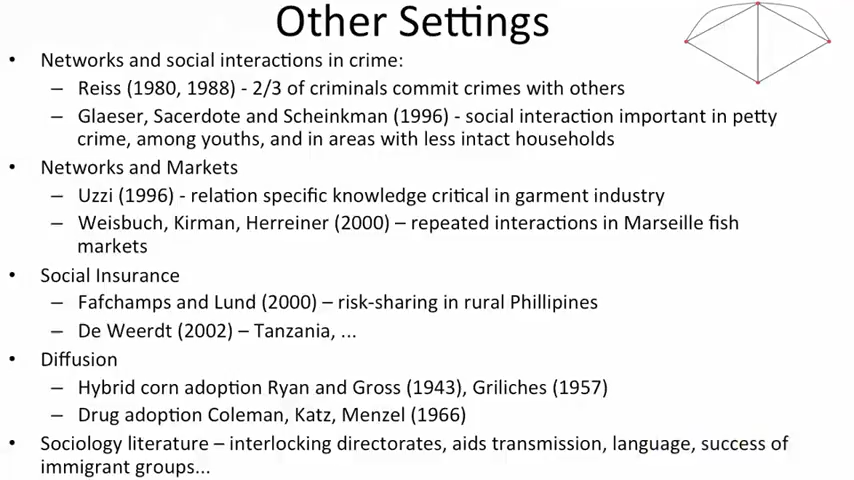 Other Settings
• Networks and social interactions in crime:
– Reiss (1980, 1988) - 2/3 of criminals commit crimes with others
– Glaeser, Sacerdote and Scheinkman (1996) - social interaction important in petty
crime, among youths, and in areas with less intact households
• Networks and Markets
– Uzzi (1996) - relation specific knowledge critical in garment industry
– Weisbuch, Kirman, Herreiner (2000) – repeated interactions in Marseille fish
markets
• Social Insurance
– Fafchamps and Lund (2000) – risk-sharing in rural Phillipines
– De Weerdt (2002) – Tanzania, ...
• Diffusion
– Hybrid corn adoption Ryan and Gross (1943), Griliches (1957)
– Drug adoption Coleman, Katz, Menzel (1966)
• Sociology literature – interlocking directorates, aids transmission, language, success of
immigrant groups...